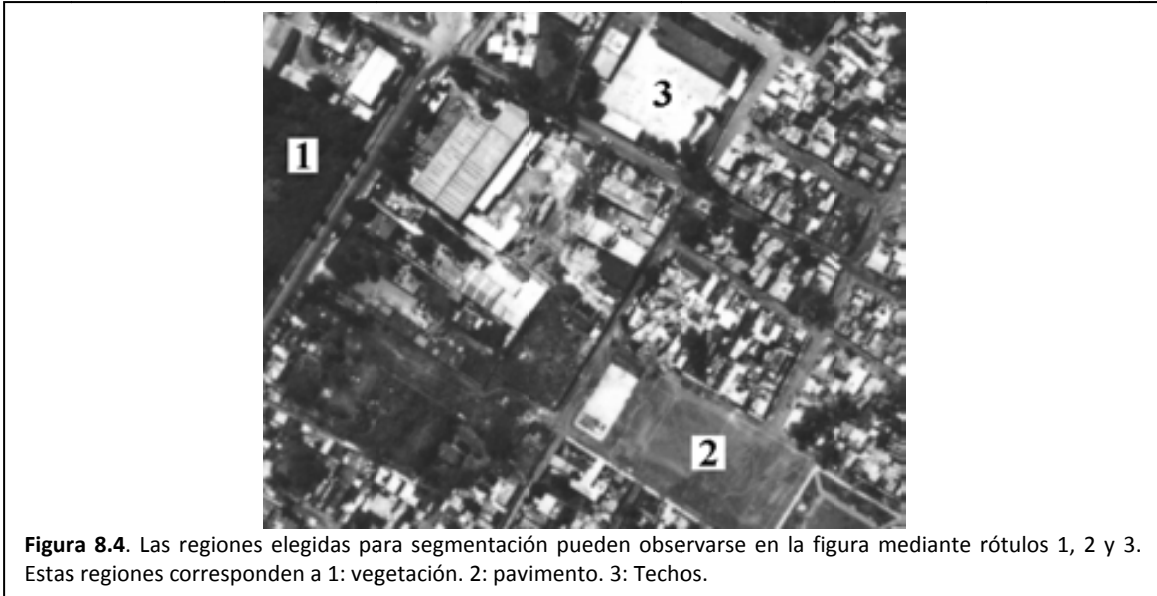 3
1
2
Figura 8.4. Las regiones elegidas para segmentación pueden observarse en la figura mediante rótulos 1, 2 y 3.
Estas regiones corresponden a 1: vegetación. 2: pavimento. 3: Techos.